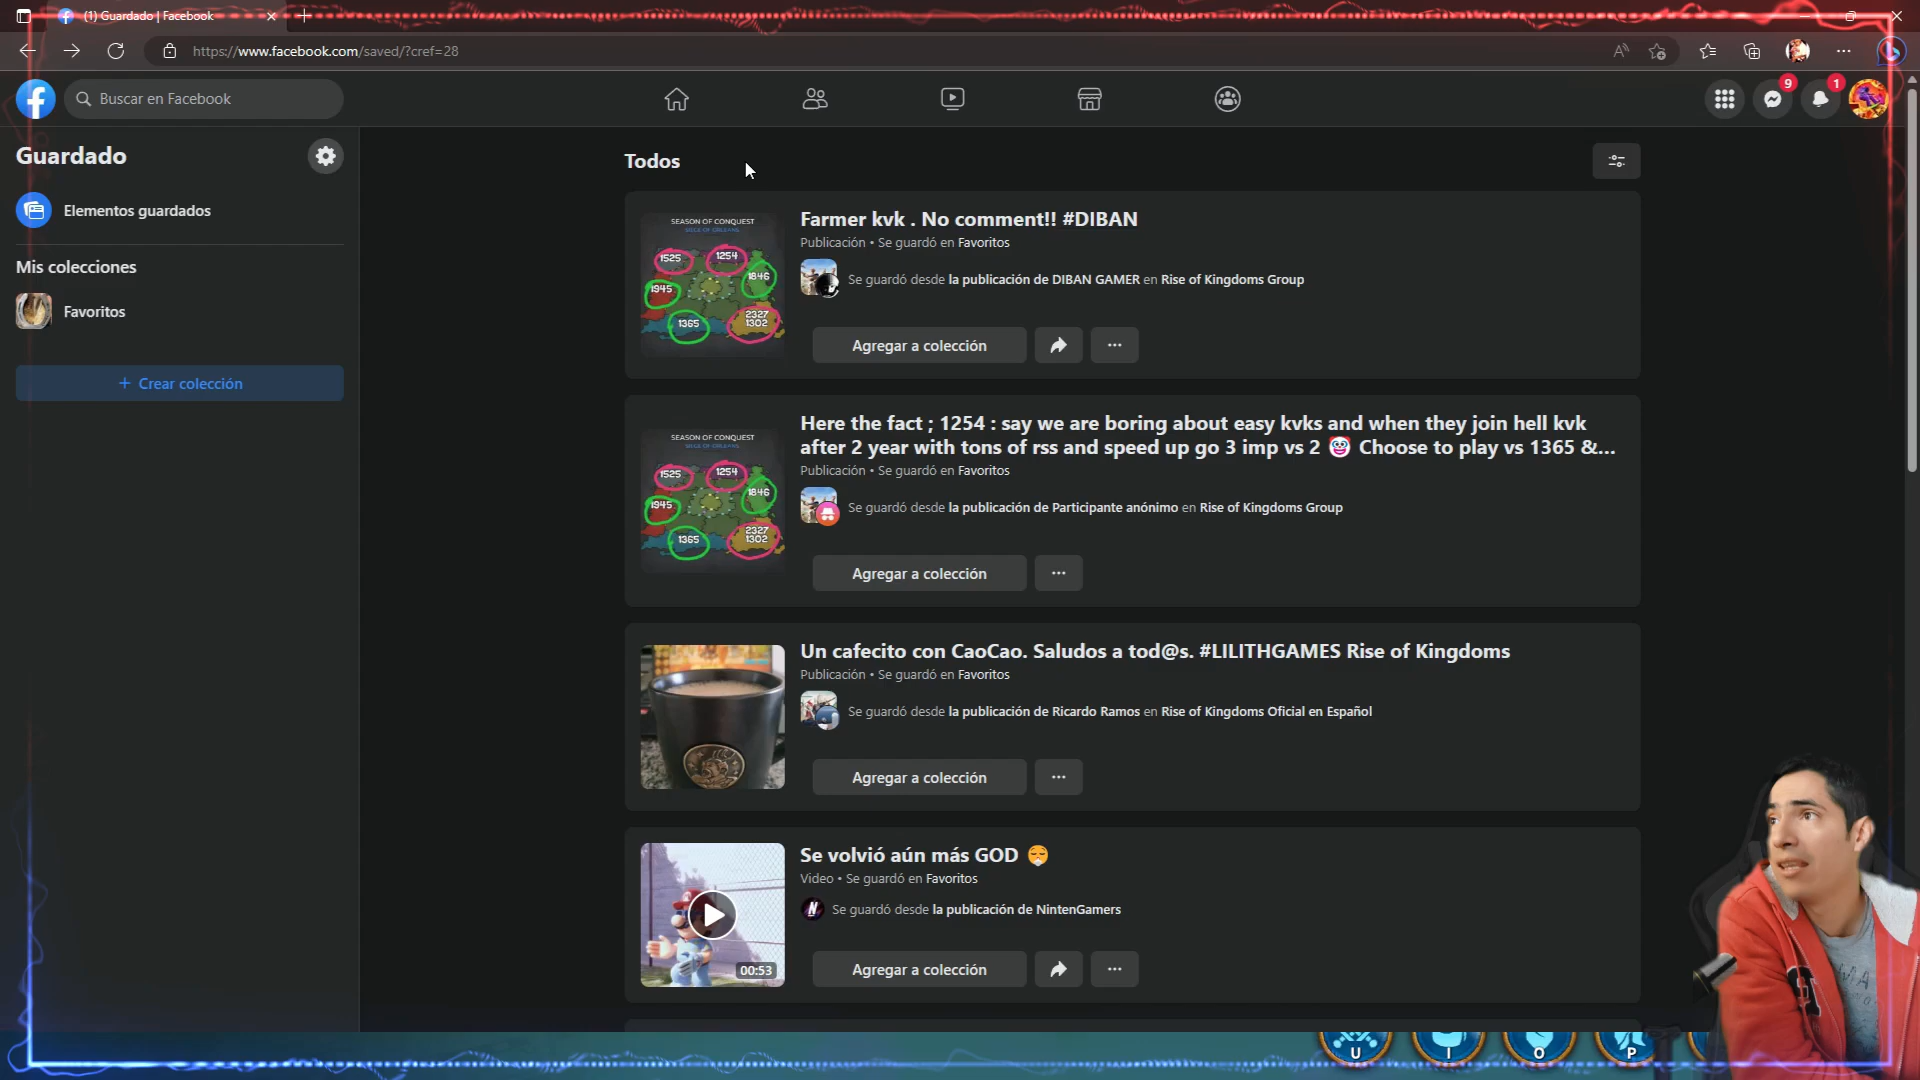 (1) Guardado | Facebook
https://www.facebook.com/saved/?cref=28
Buscar en Facebook
9
1
Guardado
Elementos guardados
Mis colecciones
Favoritos
+ Crear colección
Todos
SEASON OF CONQUEST
SIEGE OF ORLEANS
1525
1254
1846
1945
1365
2327
1302
Farmer kvk . No comment!! #DIBAN
Publicación • Se guardó en Favoritos
Se guardó desde la publicación de DIBAN GAMER en Rise of Kingdoms Group
Agregar a colección
SEASON OF CONQUEST
SIEGE OF ORLEANS
1525
1254
1846
1945
1365
2327
1302
Here the fact ; 1254 : say we are boring about easy kvks and when they join hell kvk
after 2 year with tons of rss and speed up go 3 imp vs 2 🤡 Choose to play vs 1365 &...
Publicación • Se guardó en Favoritos
Se guardó desde la publicación de Participante anónimo en Rise of Kingdoms Group
Agregar a colección
Un cafecito con CaoCao. Saludos a tod@s. #LILITHGAMES Rise of Kingdoms
Publicación • Se guardó en Favoritos
Se guardó desde la publicación de Ricardo Ramos en Rise of Kingdoms Oficial en Español
Agregar a colección
00:53
Se volvió aún más GOD 😤
Video • Se guardó en Favoritos
N
Se guardó desde la publicación de NintenGamers
Agregar a colección
U
I
O
P